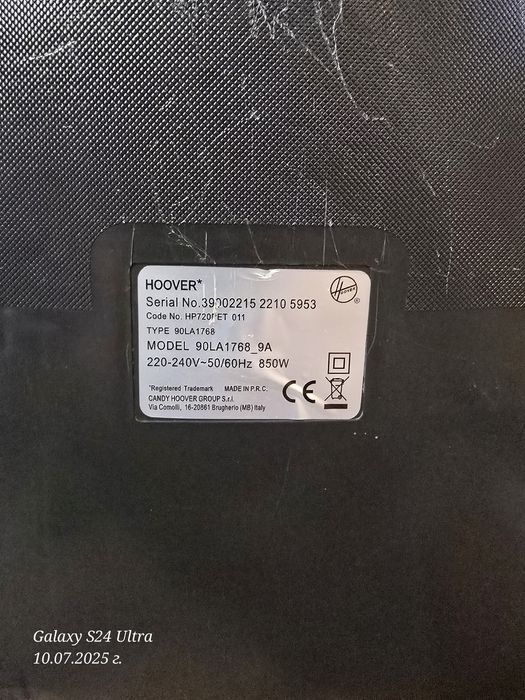 HOOVER*
HOOVER ®
Serial No.39002215 2210 5953
Code No. HP720PET 011
TYPE 90LA1768
MODEL 90LA1768_9A
220-240V~50/60Hz 850W
*Registered Trademark MADE IN P.R.C.
CE
CANDY HOOVER GROUP S.r.l.
Via Comolli, 16-20861 Brugherio (MB) Italy
Galaxy S24 Ultra
10.07.2025 г.